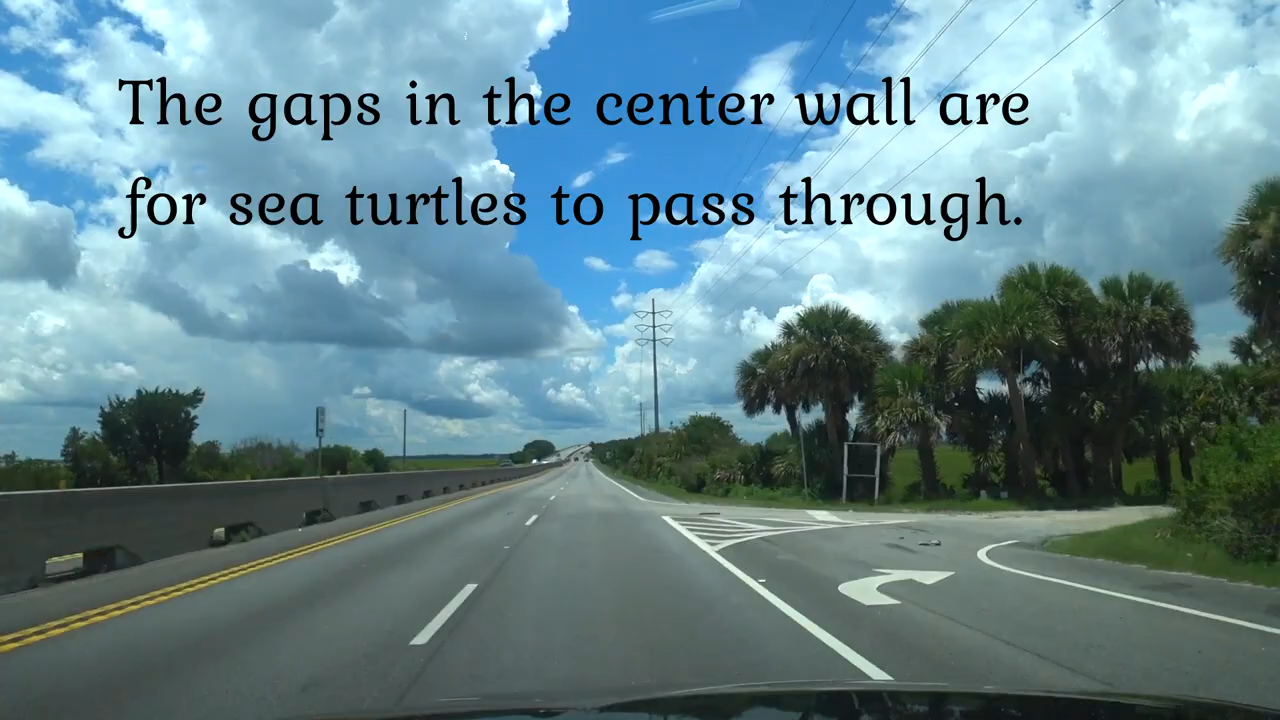 The gaps in the center wall are
for sea turtles to pass through.